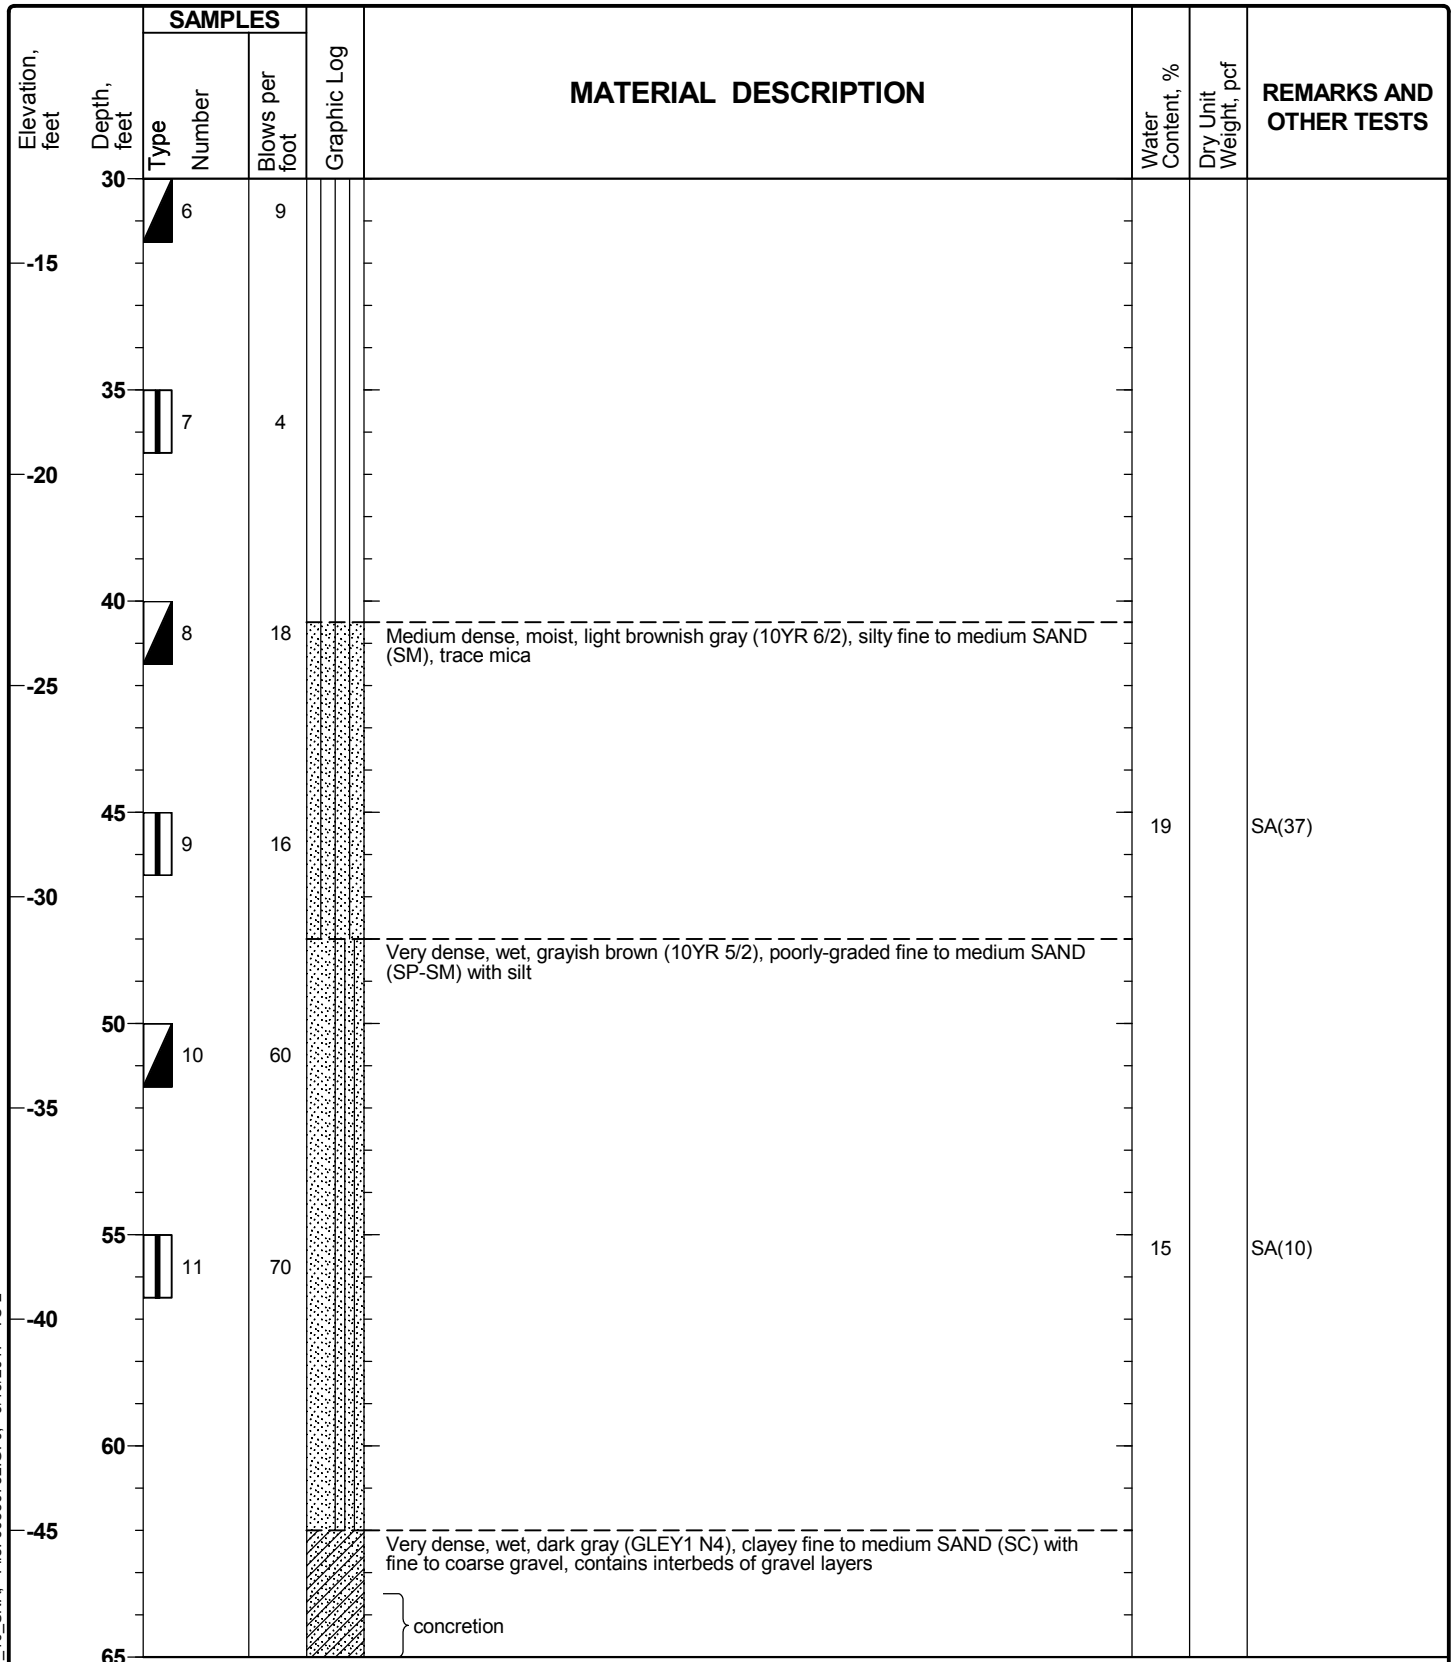 SAMPLES
Elevation, feet
Depth, feet
Type
Number
Blows per foot
Graphic Log
MATERIAL DESCRIPTION
Water Content, %
Dry Unit Weight, pcf
REMARKS AND
OTHER TESTS
30
6 9
-15
35
7 4
-20
40
8 18
Medium dense, moist, light brownish gray (10YR 6/2), silty fine to medium SAND
(SM), trace mica
-25
45
9 16 19 SA(37)
-30
Very dense, wet, grayish brown (10YR 5/2), poorly-graded fine to medium SAND
(SP-SM) with silt
50
10 60
-35
55
11 70 15 SA(10)
-40
60
-45
Very dense, wet, dark gray (GLEY1 N4), clayey fine to medium SAND (SC) with
fine to coarse gravel, contains interbeds of gravel layers
concretion
65